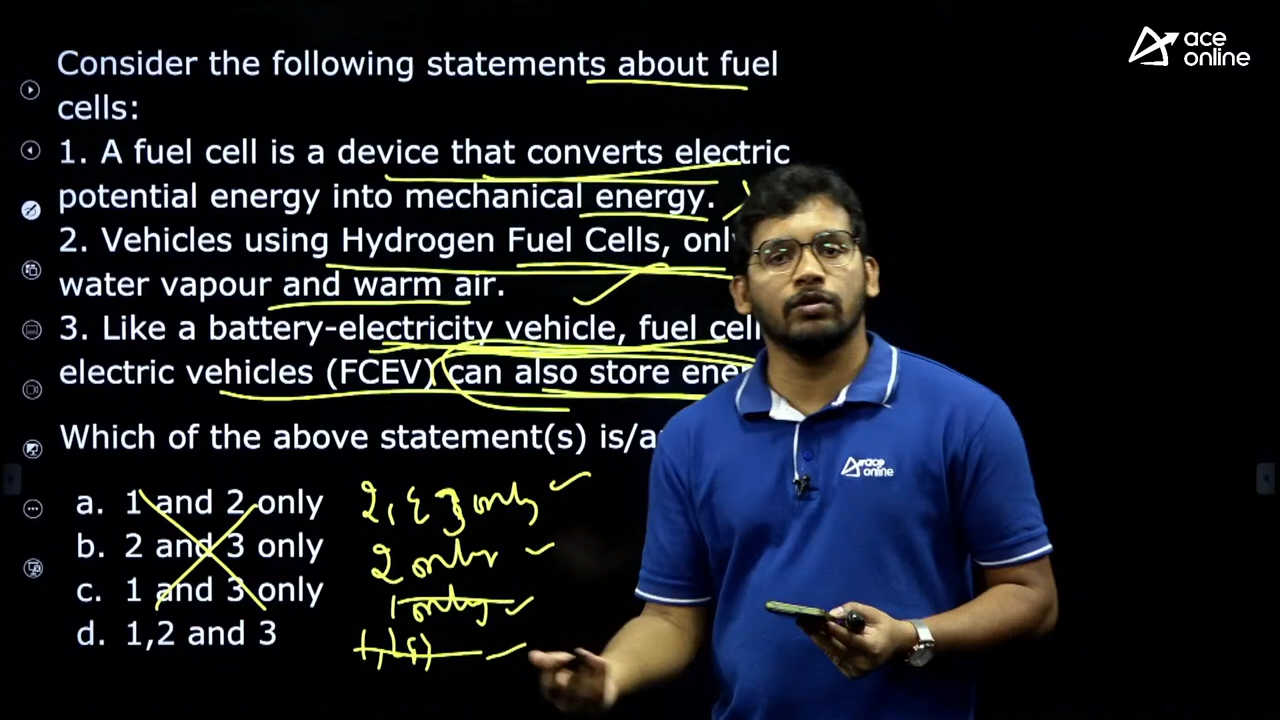 ace
online
Consider the following statements about fuel
cells:
1. A fuel cell is a device that converts electric
potential energy into mechanical energy.
2. Vehicles using Hydrogen Fuel Cells,
water vapour and warm air.
3. Like a battery-electricity vehicle, fuel cell
electric vehicles (FCEV) can also store
Which of the above statement(s)
a. 1 and 2 only
b. 2 and 3 only
c. 1 and 3 only
d. 1,2 and 3
2, & 3 only
2 only
1 only
ace
online